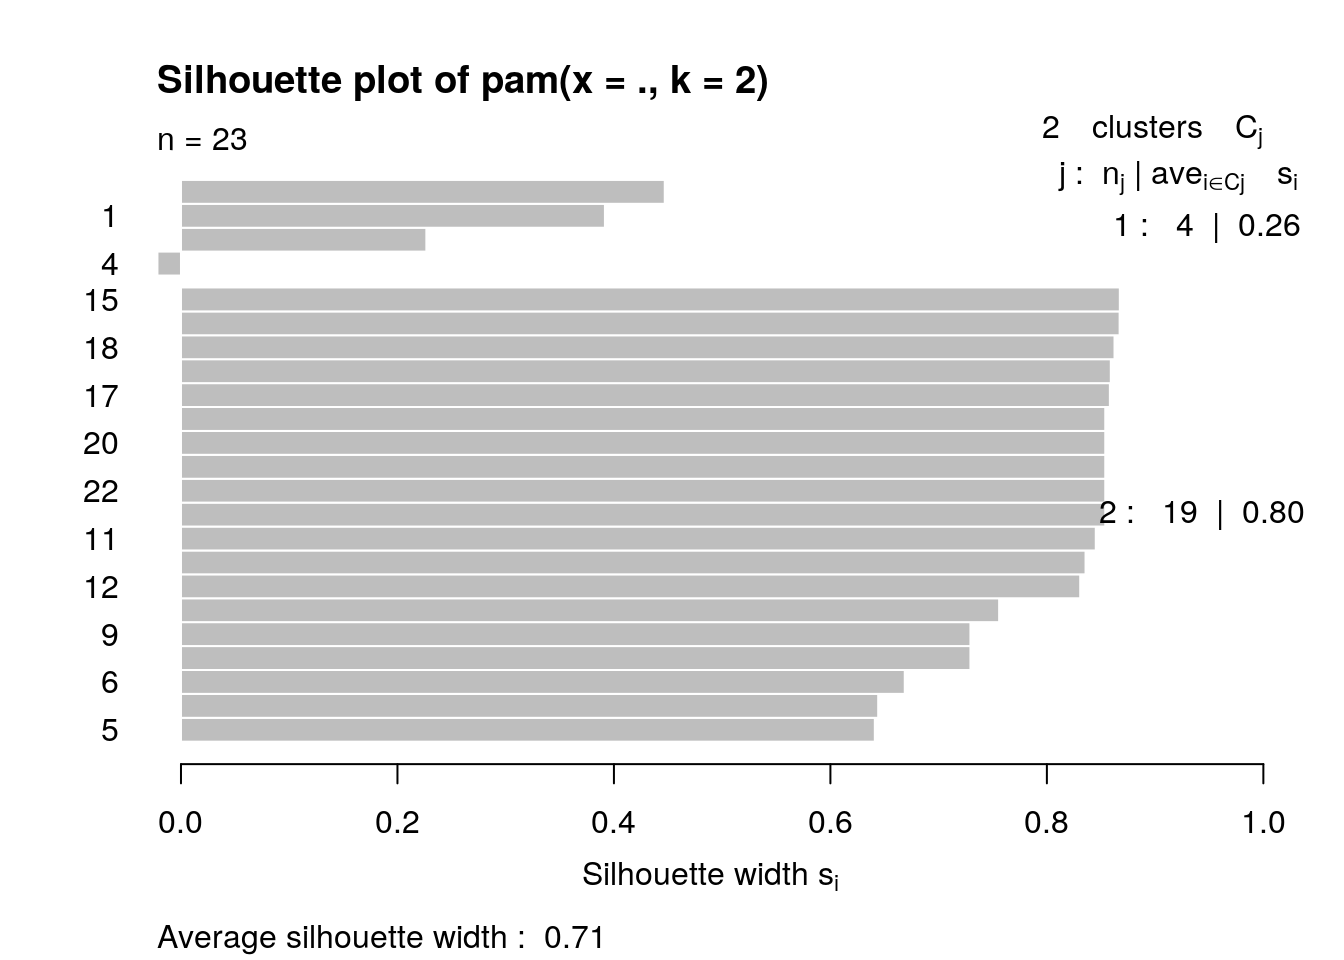 Silhouette plot of pam(x = ., k = 2)
n = 23
2 clusters Cj
j : nj | avei∈Cj si
1 : 4 | 0.26
1
4
15
18
17
20
22
2 : 19 | 0.80
11
12
9
6
5
0.0 0.2 0.4 0.6 0.8 1.0
Silhouette width si
Average silhouette width : 0.71